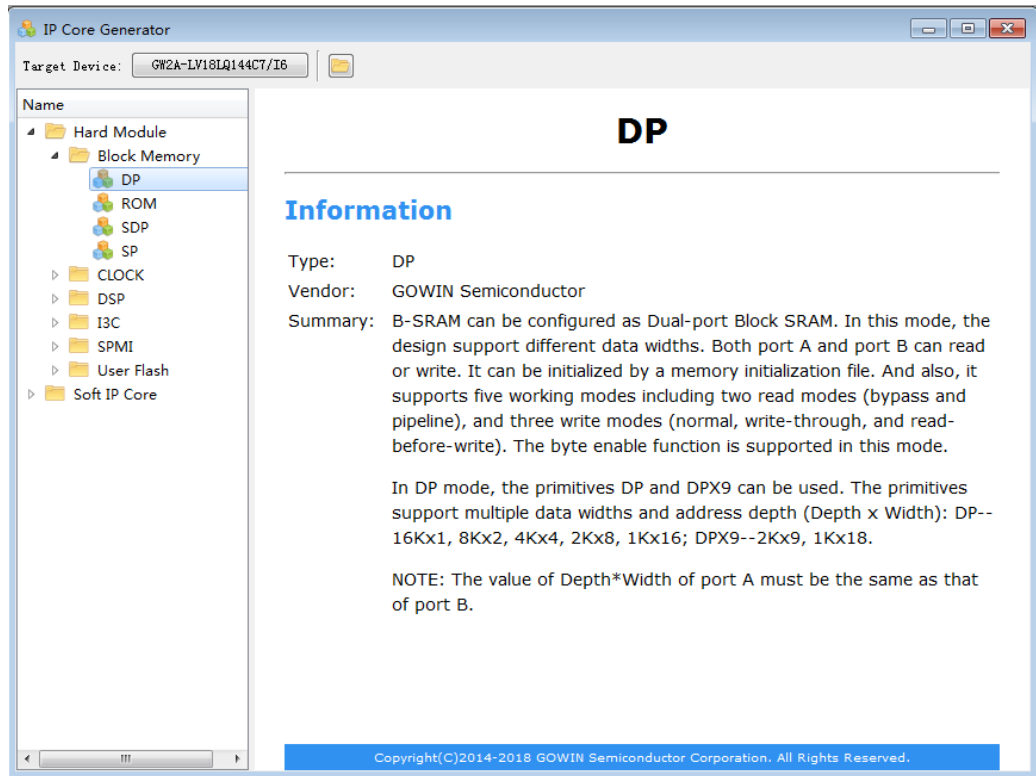 IP Core Generator
Target Device: GW2A-LV18LQ144C7/I6
Name
Hard Module
Block Memory
DP
ROM
SDP
SP
CLOCK
DSP
I3C
SPMI
User Flash
Soft IP Core
DP
Information
Type: DP
Vendor: GOWIN Semiconductor
Summary: B-SRAM can be configured as Dual-port Block SRAM. In this mode, the
design support different data widths. Both port A and port B can read
or write. It can be initialized by a memory initialization file. And also, it
supports five working modes including two read modes (bypass and
pipeline), and three write modes (normal, write-through, and read-
before-write). The byte enable function is supported in this mode.
In DP mode, the primitives DP and DPX9 can be used. The primitives
support multiple data widths and address depth (Depth x Width): DP--
16Kx1, 8Kx2, 4Kx4, 2Kx8, 1Kx16; DPX9--2Kx9, 1Kx18.
NOTE: The value of Depth*Width of port A must be the same as that
of port B.
Copyright(C)2014-2018 GOWIN Semiconductor Corporation. All Rights Reserved.